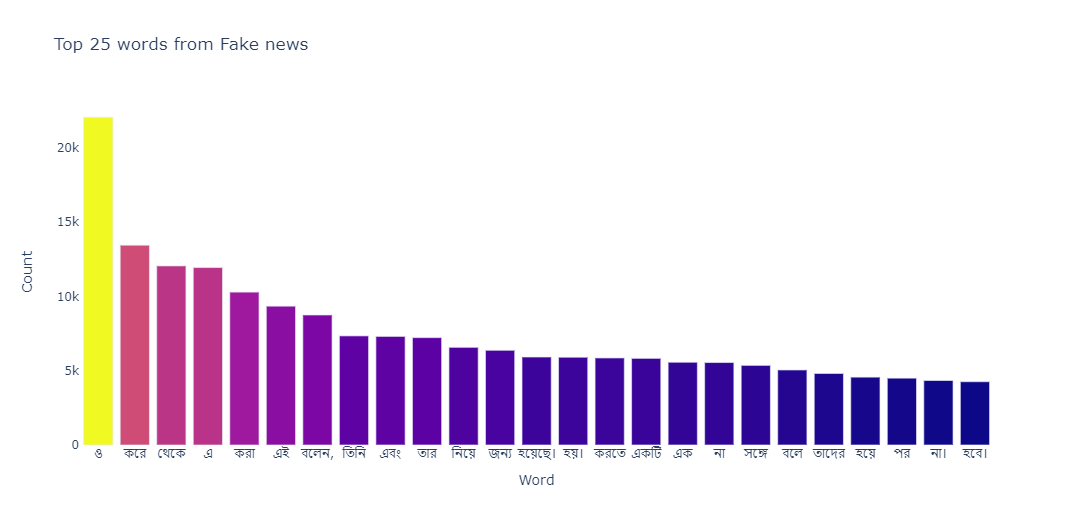 Top 25 words from Fake news
Count
20k
15k
10k
5k
0
ও করে থেকে এ করা এই বলেন, তিনি এবং তার নিয়ে জন্য হয়েছে। হয়। করতে একটি এক না সঙ্গে বলে তাদের হয়ে পর না। হবে।
Word